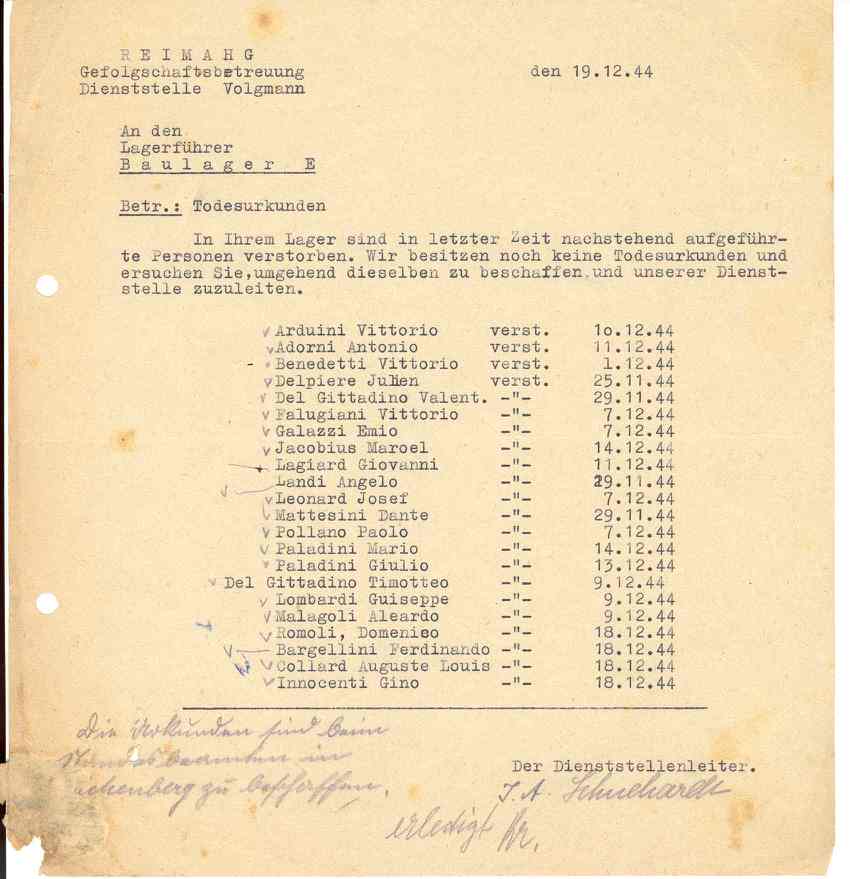 R E I M A H G
Gefolgschaftsbetreuung den 19.12.44
Dienststelle Volgmann
An den
Lagerführer
B a u l a g e r E
Betr.: Todesurkunden
In Ihrem Lager sind in letzter Zeit nachstehend aufgeführ-
te Personen verstorben. Wir besitzen noch keine Todesurkunden und
ersuchen Sie,umgehend dieselben zu beschaffen und unserer Dienst-
stelle zuzuleiten.
Arduini Vittorio verst. 1o.12.44
Adorni Antonio verst. 11.12.44
- Benedetti Vittorio verst. 1.12.44
Delpiere Julien verst. 25.11.44
Del Gittadino Valent. -"- 29.11.44
Falugiani Vittorio -"- 7.12.44
Galazzi Emio -"- 7.12.44
Jacobius Maroel -"- 14.12.44
Lagiard Giovanni -"- 11.12.44
Landi Angelo -"- 29.11.44
Leonard Josef -"- 7.12.44
Mattesini Dante -"- 29.11.44
Pollano Paolo -"- 7.12.44
Paladini Mario -"- 14.12.44
Paladini Giulio -"- 13.12.44
Del Gittadino Timotteo -"- 9.12.44
Lombardi Guiseppe -"- 9.12.44
Malagoli Aleardo -"- 9.12.44
Romoli, Domenico -"- 18.12.44
Bargellini Ferdinando -"- 18.12.44
Collard Auguste Louis -"- 18.12.44
Innocenti Gino -"- 18.12.44
Die Urkunden sind beim
Standesbeamten in
chenberg zu beschaffen.
Der Dienststellenleiter.
J. A. Schuchardt
erledigt